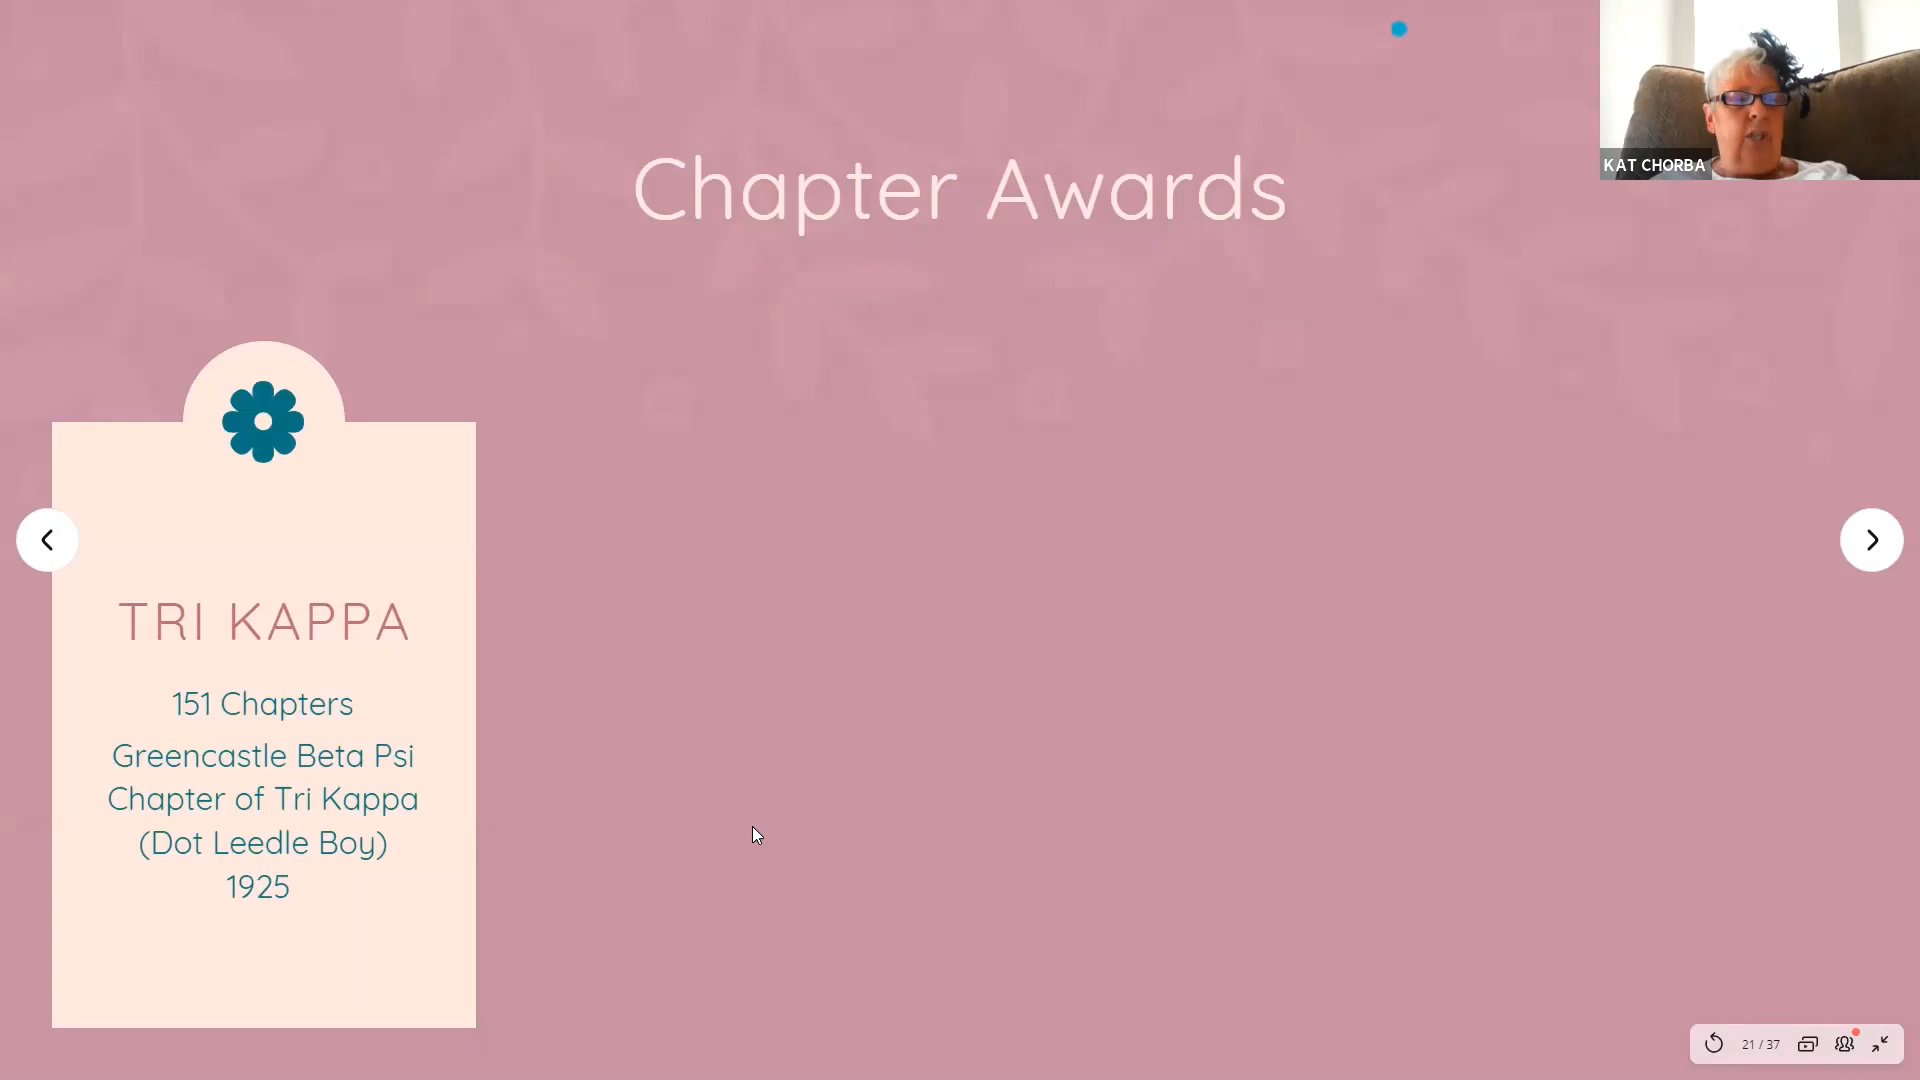 Chapter Awards
KAT CHORBA
TRI KAPPA
151 Chapters
Greencastle Beta Psi
Chapter of Tri Kappa
(Dot Leedle Boy)
1925
21 / 37